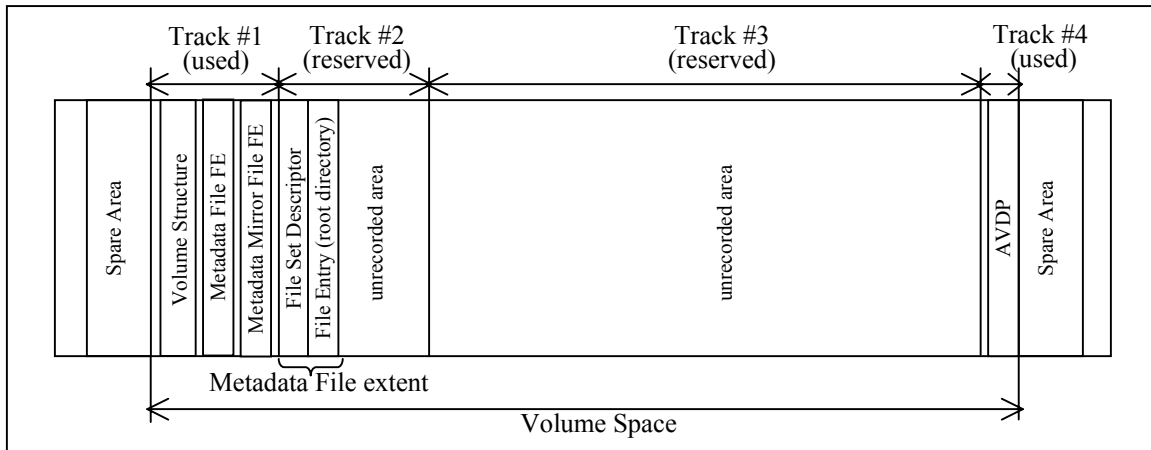 Track #1
(used)
Track #2
(reserved)
Track #3
(reserved)
Track #4
(used)
Spare Area
Volume Structure
Metadata File FE
Metadata Mirror File FE
File Set Descriptor
File Entry (root directory)
unrecorded area
unrecorded area
AVDP
Spare Area
Metadata File extent
Volume Space